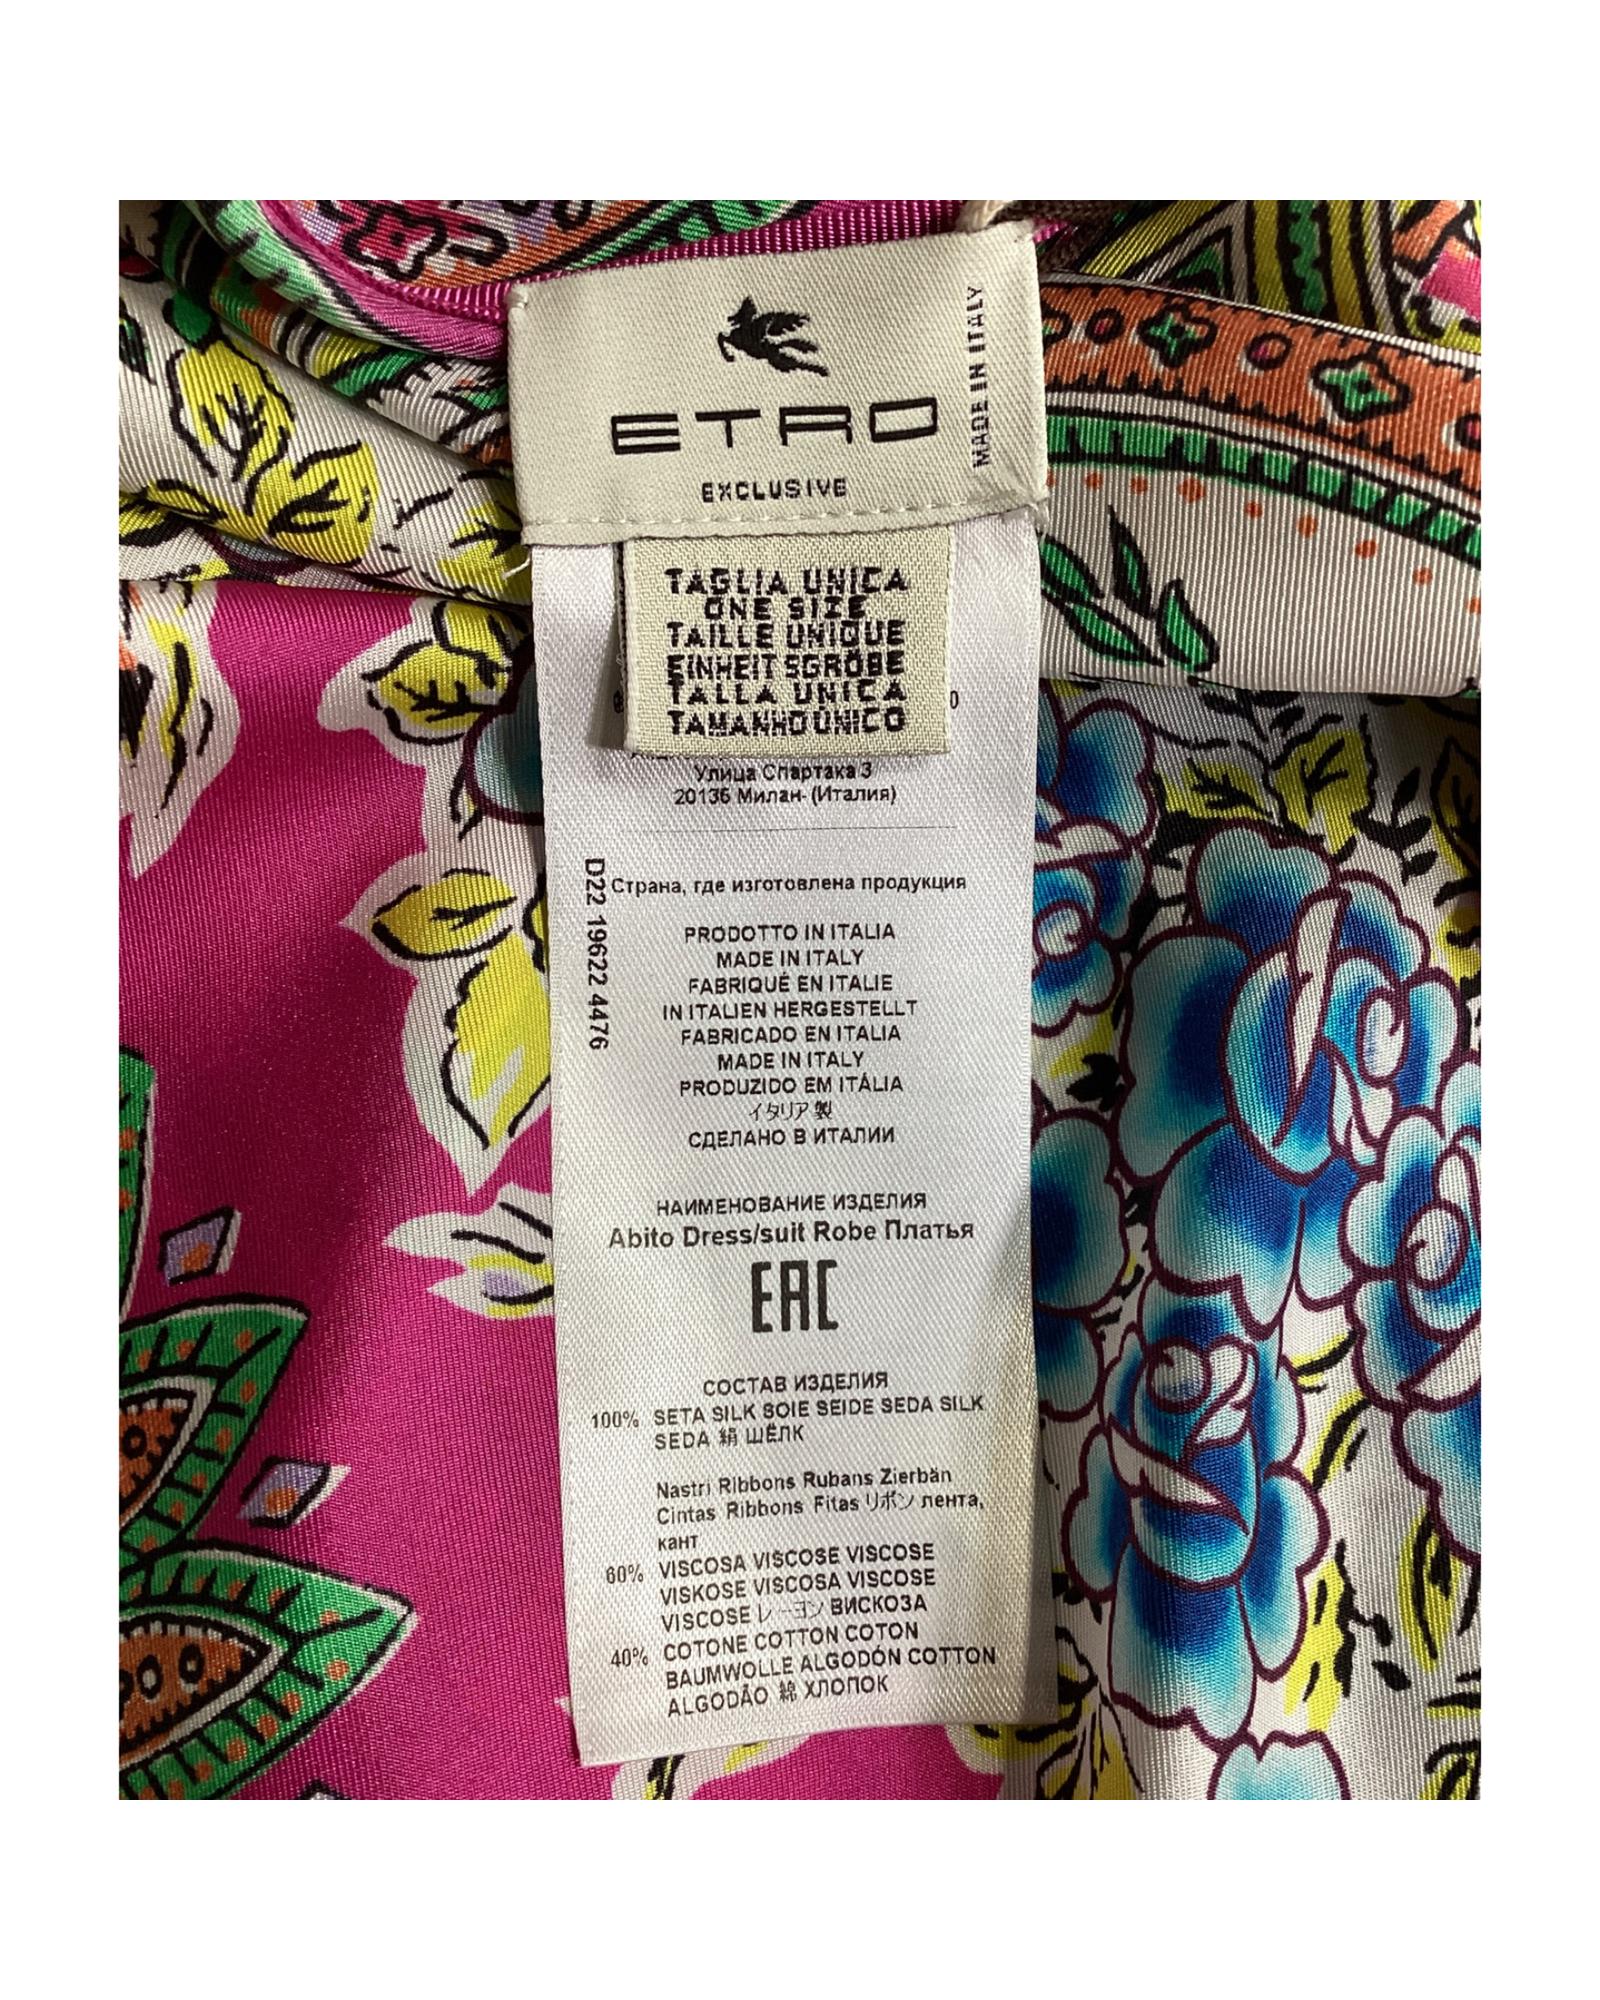 ETRO
EXCLUSIVE
MADE IN ITALY
TAGLIA UNICA
ONE SIZE
TAILLE UNIQUE
EINHEITSGRÖBE
TALLA UNICA
TAMANHO ÚNICO
Улица Спартака 3
20135 Милан- (Италия)
D22 19622 4476
Страна, где изготовлена продукция
PRODOTTO IN ITALIA
MADE IN ITALY
FABRIQUÉ EN ITALIE
IN ITALIEN HERGESTELLT
FABRICADO EN ITALIA
MADE IN ITALY
PRODUZIDO EM ITÁLIA
イタリア製
СДЕЛАНО В ИТАЛИИ
НАИМЕНОВАНИЕ ИЗДЕЛИЯ
Abito Dress/suit Robe Платья
EAC
СОСТАВ ИЗДЕЛИЯ
100% SETA SILK SOIE SEIDE SEDA SILK
SEDA 絹 ШЁЛК
Nastri Ribbons Rubans Zierbän
Cintas Ribbons Fitas リボン лента,
кант
60% VISCOSA VISCOSE VISCOSE
VISKOSE VISCOSA VISCOSE
VISCOSE レーヨン ВИСКОЗА
40% COTONE COTTON COTON
BAUMWOLLE ALGODÓN COTTON
ALGODÃO 綿 ХЛОПОК